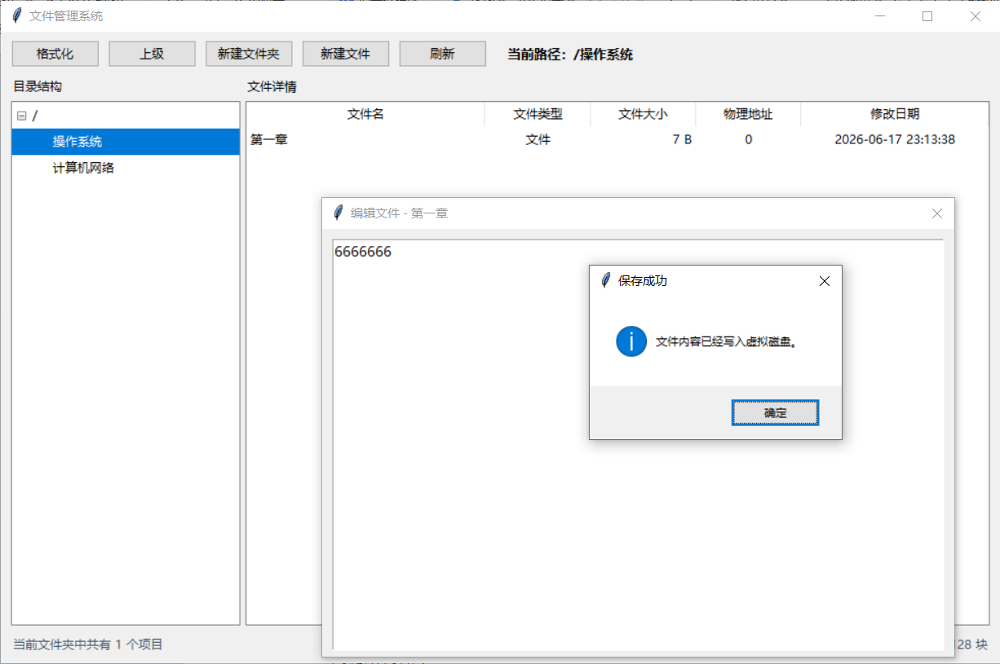 文件管理系统
格式化 上级 新建文件夹 新建文件 刷新 当前路径：/操作系统
目录结构 文件详情
/ 文件名 文件类型 文件大小 物理地址 修改日期
操作系统 第一章 文件 7 B 0 2026-06-17 23:13:38
计算机网络
编辑文件 - 第一章
6666666
保存成功
文件内容已经写入虚拟磁盘。
确定
当前文件夹中共有 1 个项目 28 块